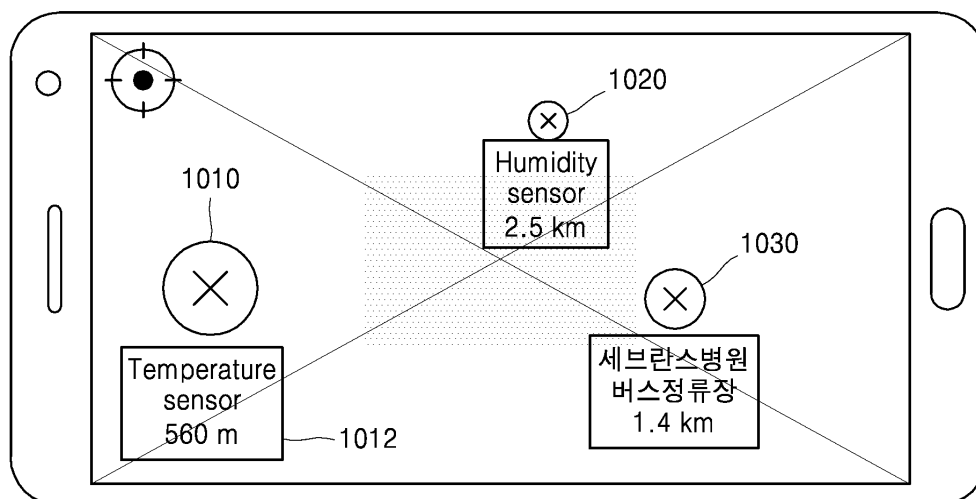 1020
Humidity
sensor
2.5 km
1010
1030
Temperature
sensor
560 m
1012
세브란스병원
버스정류장
1.4 km